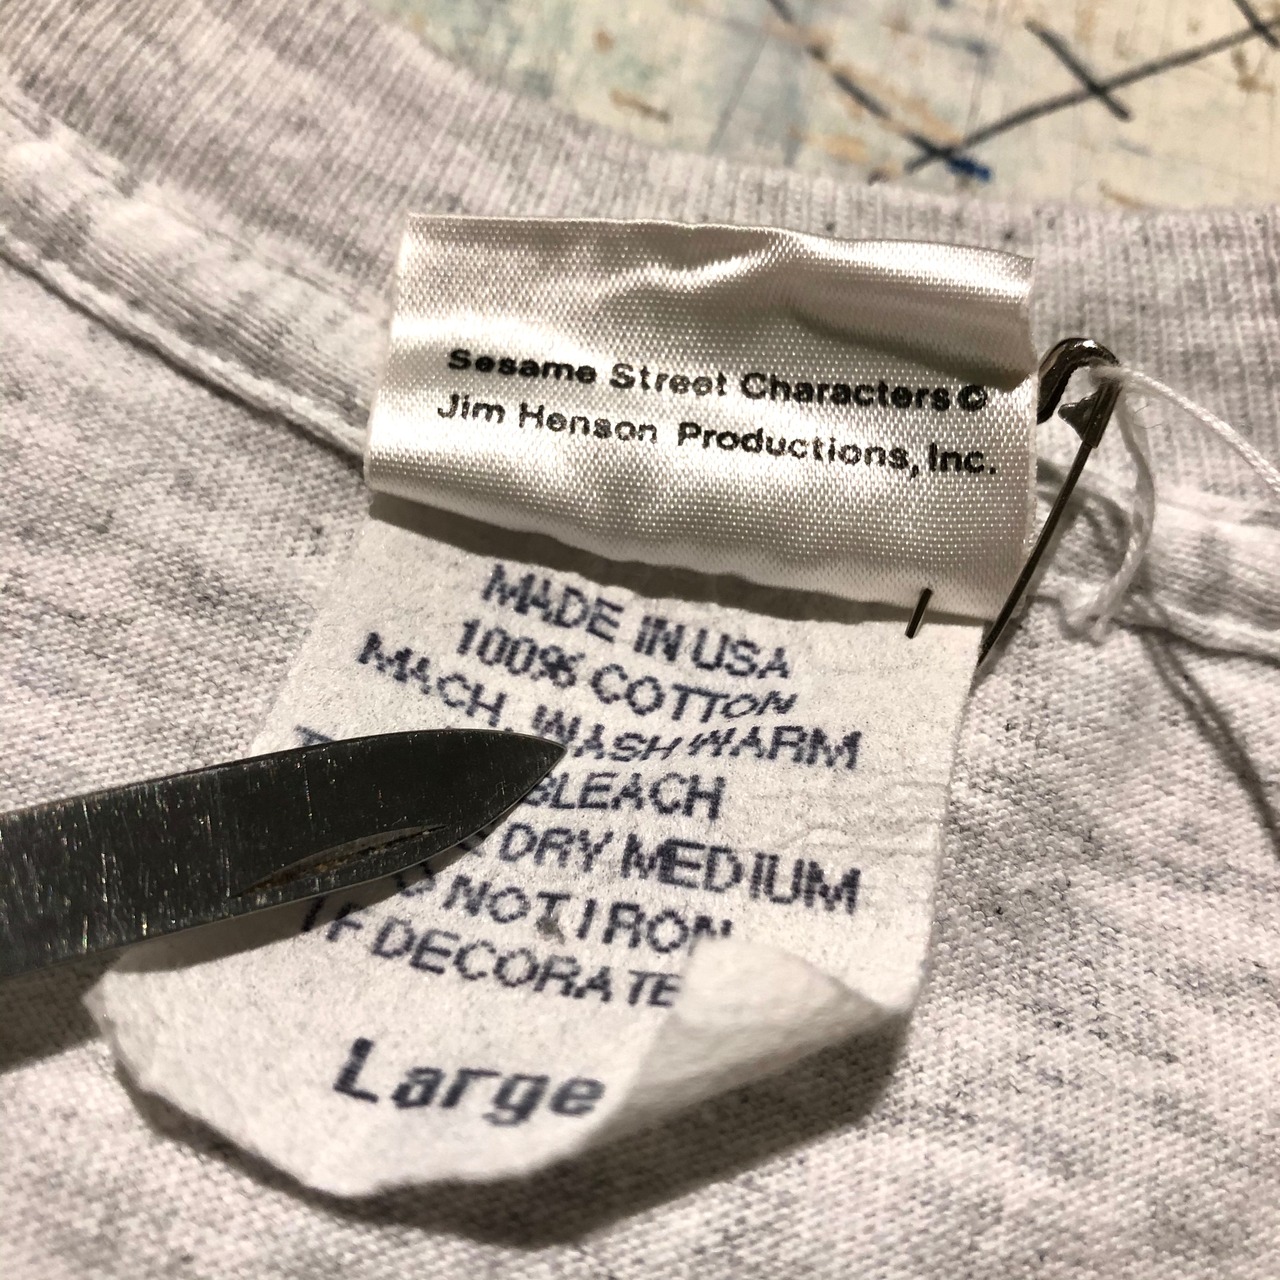 Sesame Street Characters©
Jim Henson Productions, Inc.
MADE IN USA
100% COTTON
MACH. WASH WARM
BLEACH
DRY MEDIUM
NOT IRON
IF DECORATE
Large